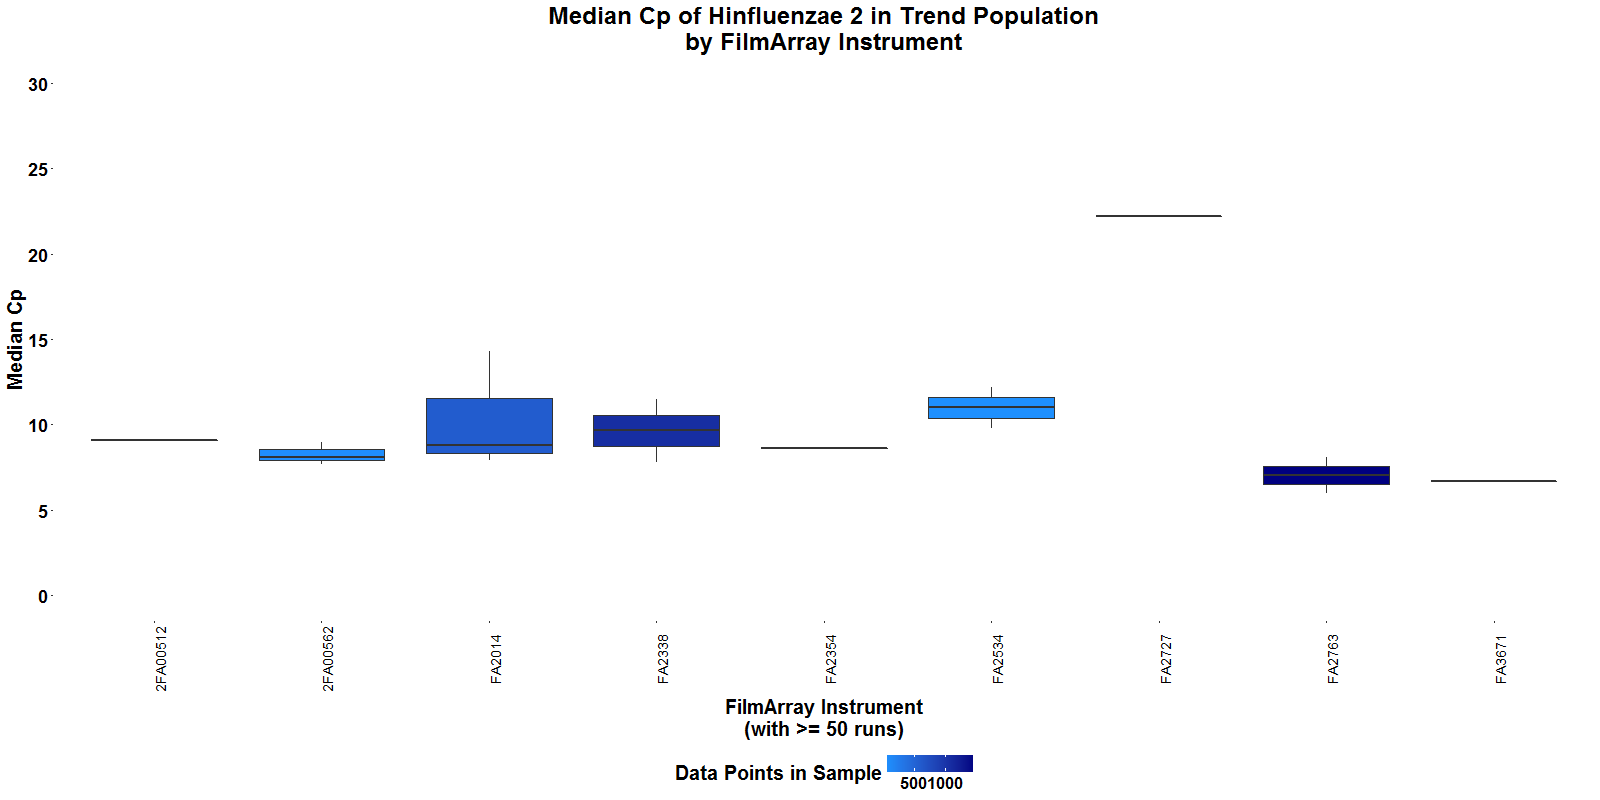 Median Cp of Hinfluenzae 2 in Trend Population
by FilmArray Instrument
30
25
20
15
10
5
0
Median Cp
2FA00512
2FA00562
FA2014
FA2338
FA2354
FA2534
FA2727
FA2763
FA3671
FilmArray Instrument
(with >= 50 runs)
Data Points in Sample
5001000